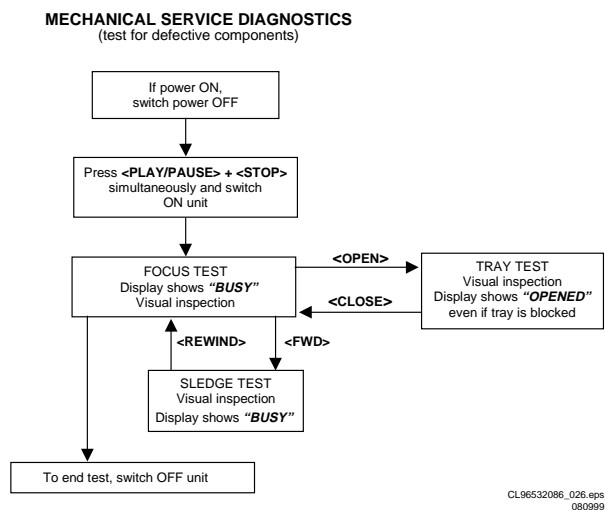 MECHANICAL SERVICE DIAGNOSTICS
(test for defective components)
If power ON,
switch power OFF
Press <PLAY/PAUSE> + <STOP>
simultaneously and switch
ON unit
FOCUS TEST
Display shows “BUSY”
Visual inspection
<OPEN>
<CLOSE>
TRAY TEST
Visual inspection
Display shows “OPENED”
even if tray is blocked
<REWIND>
<FWD>
SLEDGE TEST
Visual inspection
Display shows “BUSY”
To end test, switch OFF unit
CL96532086_026.eps
080999